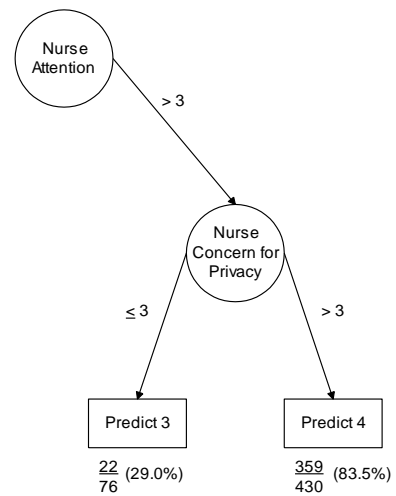 Nurse
Attention
> 3
Nurse
Concern for
Privacy
≤ 3
> 3
Predict 3
Predict 4
22
76 (29.0%)
359
430 (83.5%)